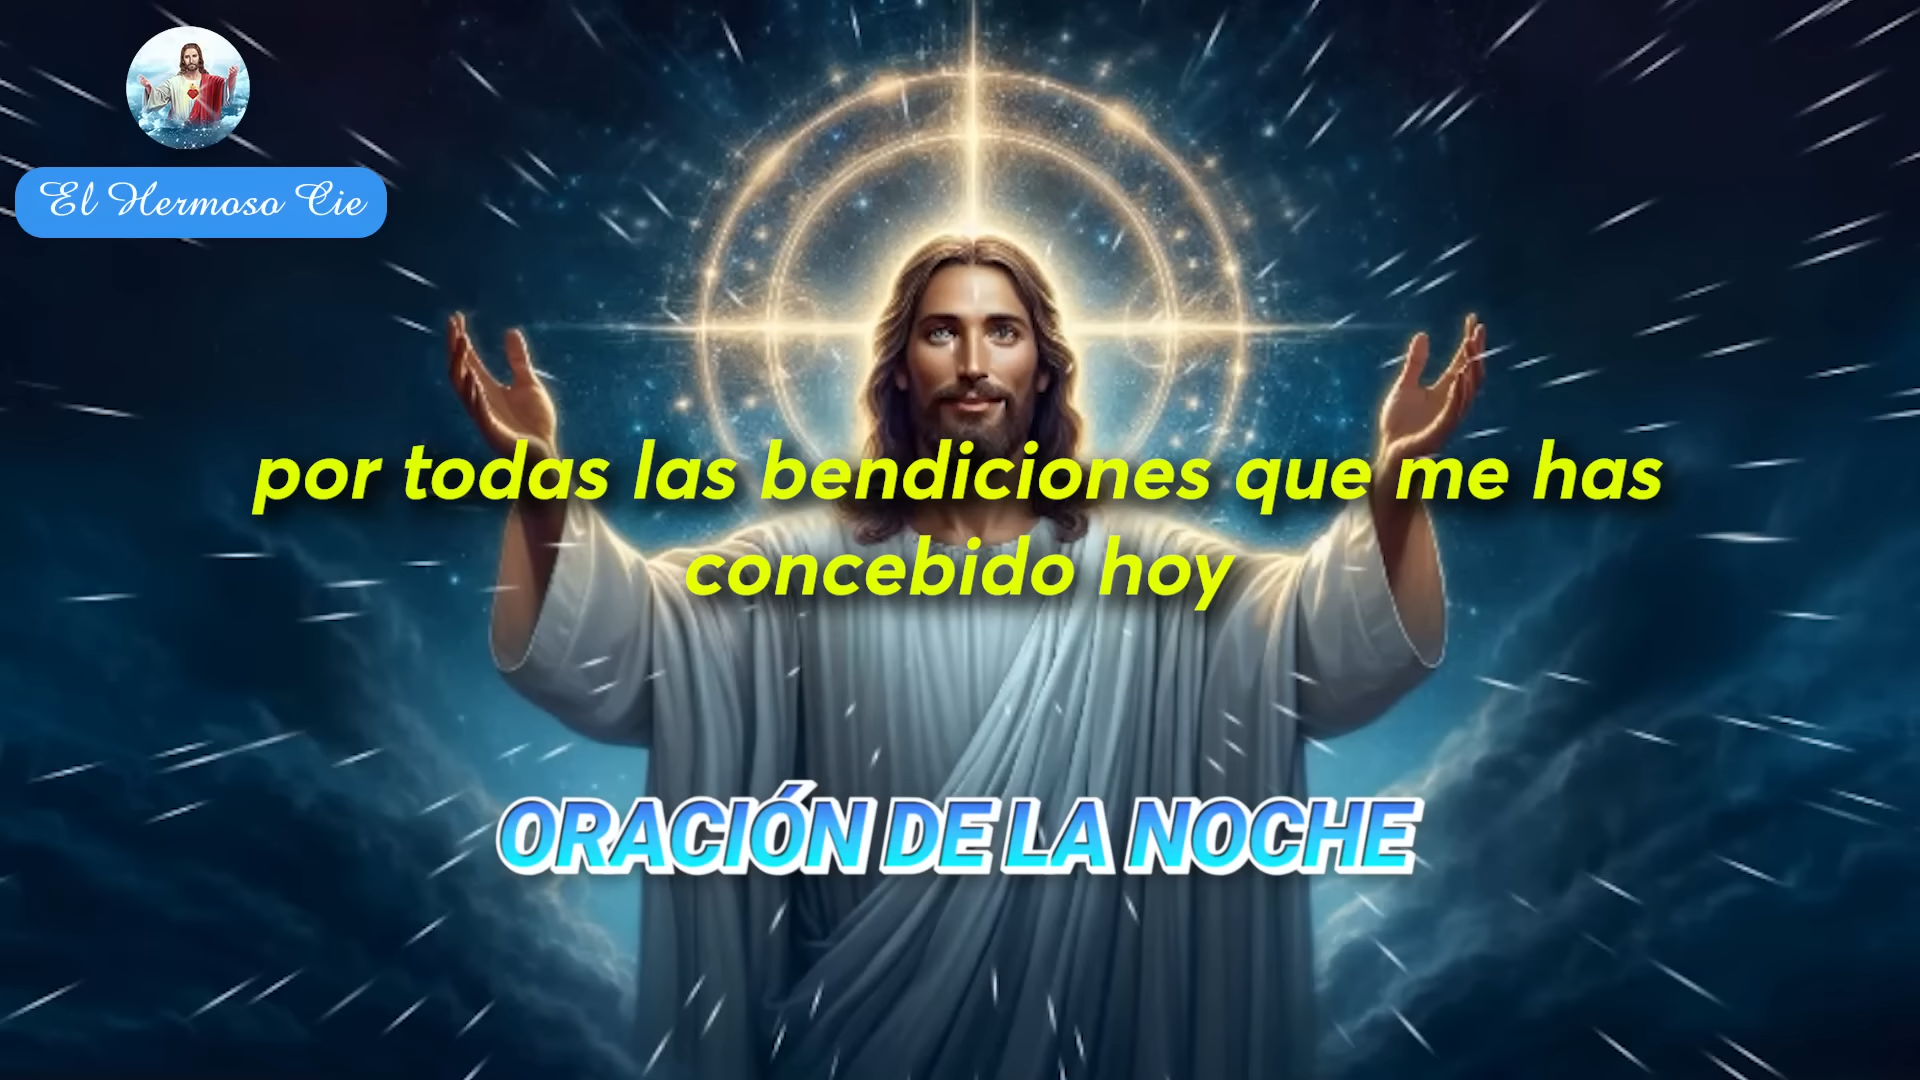 El Hermoso Cie
por todas las bendiciones que me has
concebido hoy
ORACIÓN DE LA NOCHE